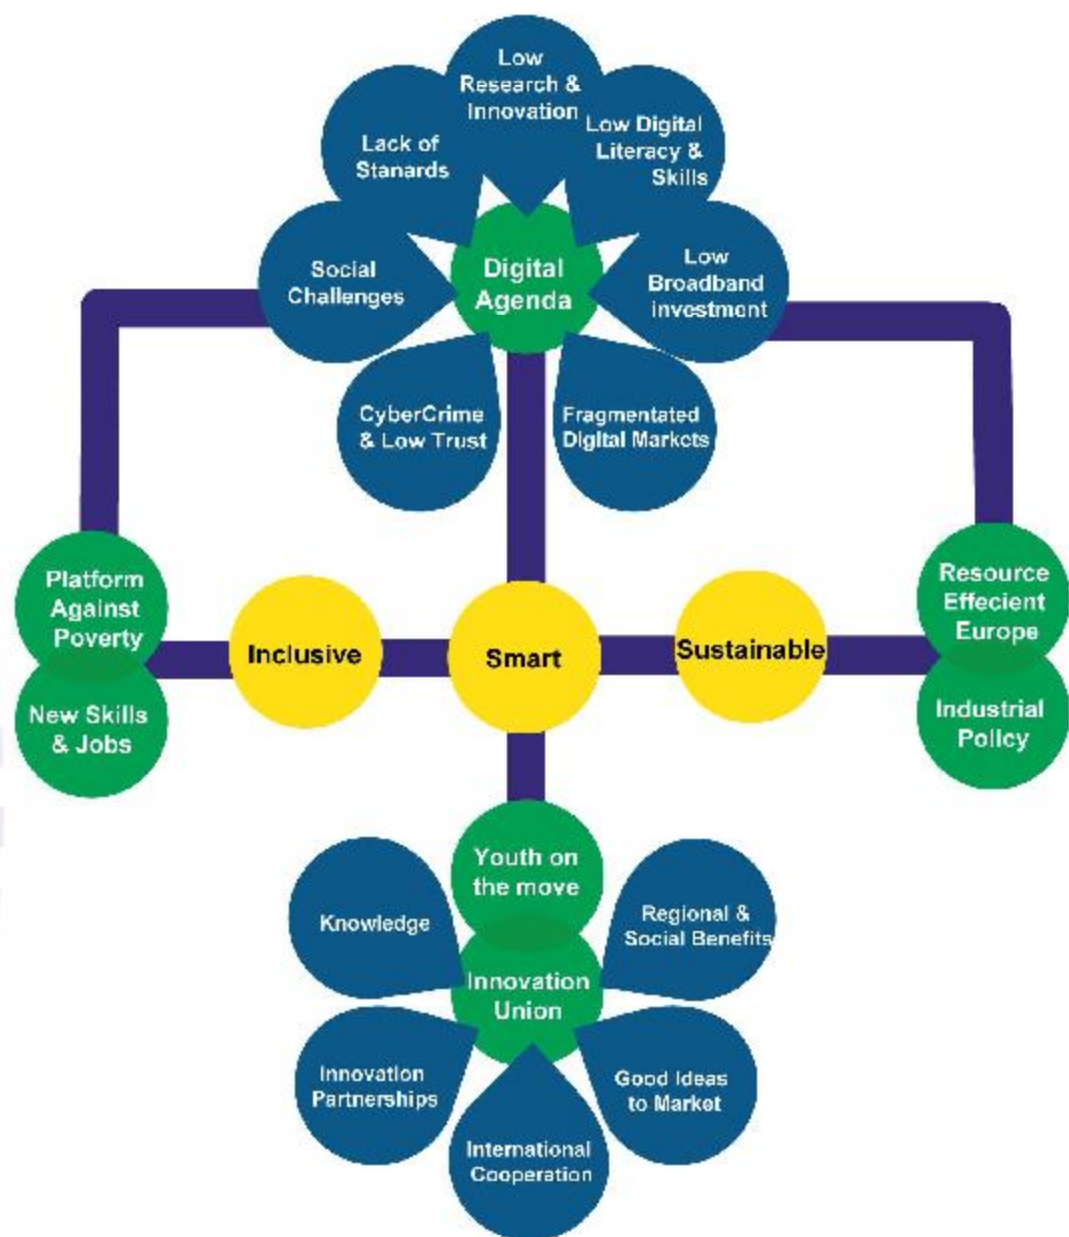 Low
Research &
Innovation
Low Digital
Literacy &
Skills
Lack of
Stanards
Social
Challenges
Digital
Agenda
Low
Broadband
investment
CyberCrime
& Low Trust
Fragmentated
Digital Markets
Platform
Against
Poverty
New Skills
& Jobs
Inclusive
Smart
Sustainable
Resource
Effecient
Europe
Industrial
Policy
Youth on
the move
Knowledge
Regional &
Social Benefits
Innovation
Union
Innovation
Partnerships
Good Ideas
to Market
International
Cooperation